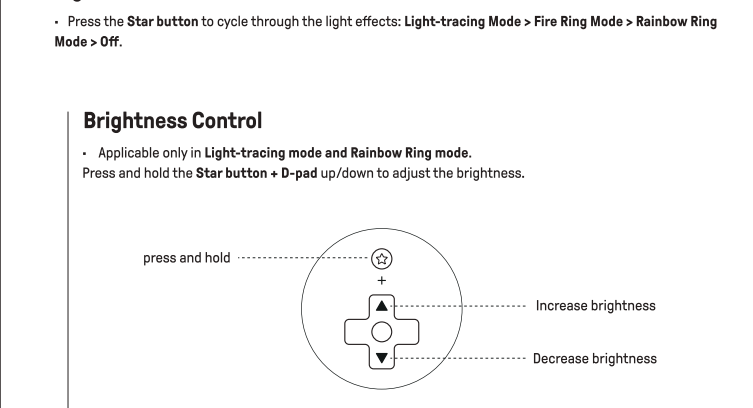 • Press the Star button to cycle through the light effects: Light-tracing Mode > Fire Ring Mode > Rainbow Ring
Mode > Off.
Brightness Control
• Applicable only in Light-tracing mode and Rainbow Ring mode.
Press and hold the Star button + D-pad up/down to adjust the brightness.
press and hold
+
Increase brightness
Decrease brightness